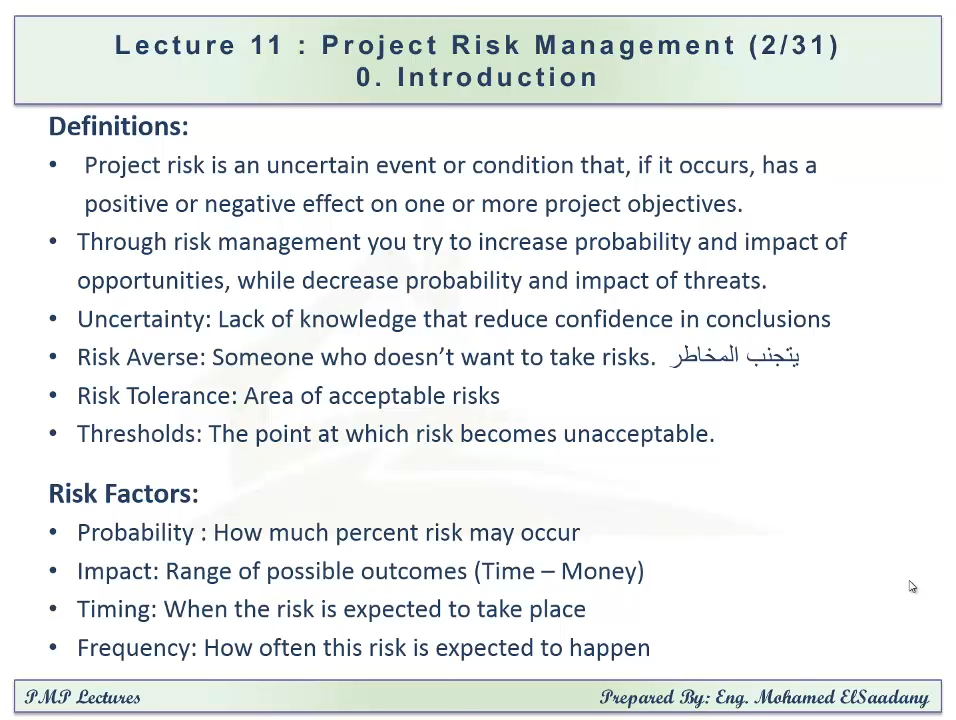 Lecture 11 : Project Risk Management (2/31)
0. Introduction
Definitions:
• Project risk is an uncertain event or condition that, if it occurs, has a
positive or negative effect on one or more project objectives.
• Through risk management you try to increase probability and impact of
opportunities, while decrease probability and impact of threats.
• Uncertainty: Lack of knowledge that reduce confidence in conclusions
• Risk Averse: Someone who doesn’t want to take risks. يتجنب المخاطر
• Risk Tolerance: Area of acceptable risks
• Thresholds: The point at which risk becomes unacceptable.
Risk Factors:
• Probability : How much percent risk may occur
• Impact: Range of possible outcomes (Time – Money)
• Timing: When the risk is expected to take place
• Frequency: How often this risk is expected to happen
PMP Lectures Prepared By: Eng. Mohamed ElSaadany